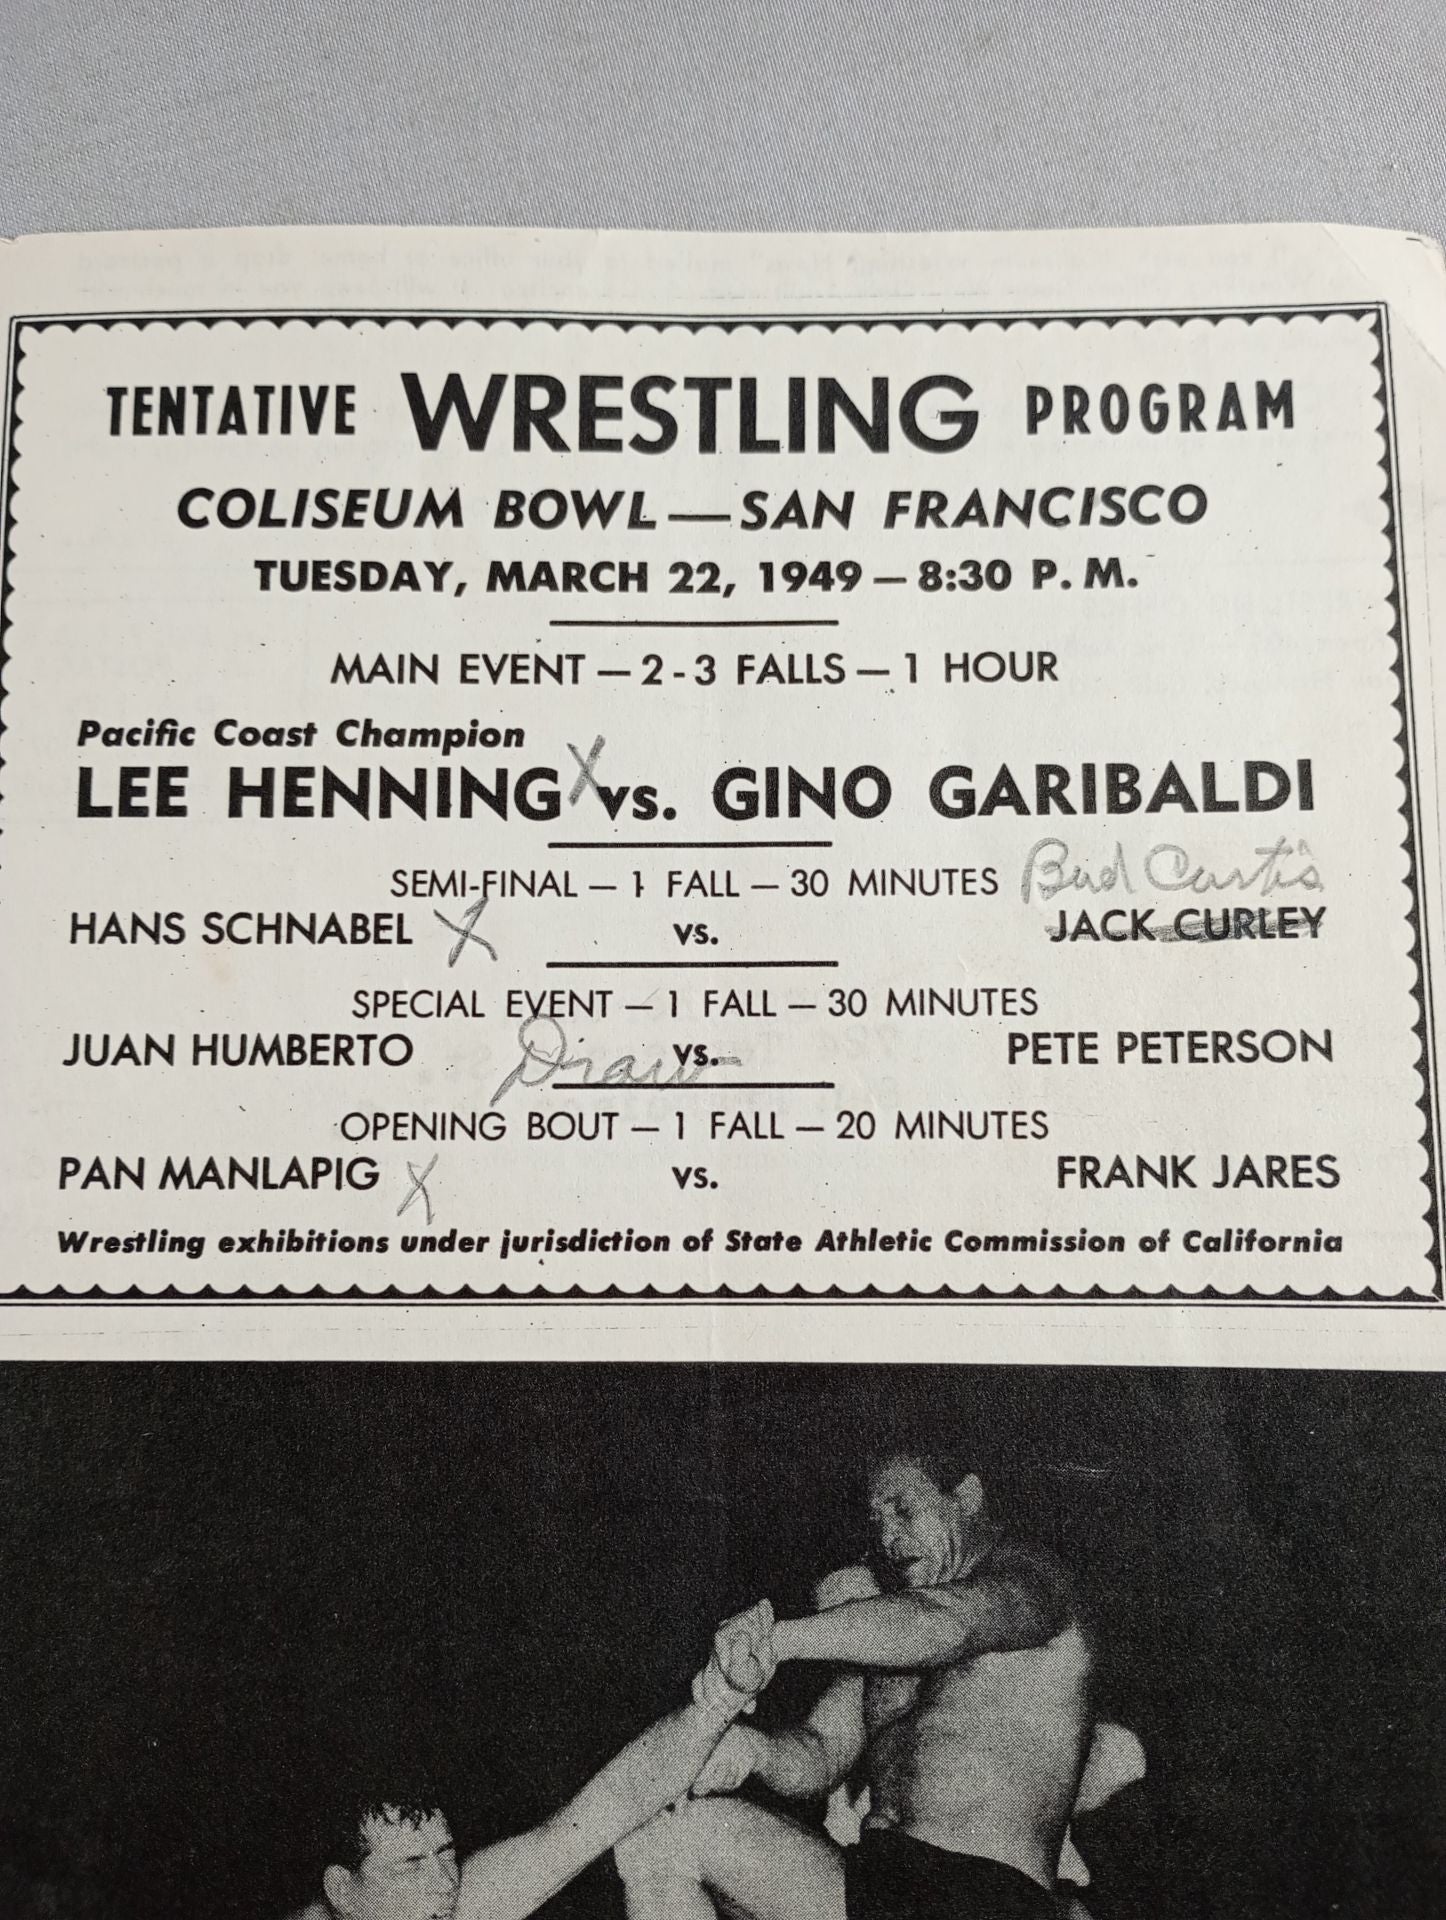 TENTATIVE WRESTLING PROGRAM
COLISEUM BOWL — SAN FRANCISCO
TUESDAY, MARCH 22, 1949 — 8:30 P. M.
MAIN EVENT — 2 - 3 FALLS — 1 HOUR
Pacific Coast Champion
LEE HENNING X vs. GINO GARIBALDI
SEMI-FINAL — 1 FALL — 30 MINUTES Bud Curtis
HANS SCHNABEL X vs. JACK CURLEY
SPECIAL EVENT — 1 FALL — 30 MINUTES
JUAN HUMBERTO Draw vs. PETE PETERSON
OPENING BOUT — 1 FALL — 20 MINUTES
PAN MANLAPIG X vs. FRANK JARES
Wrestling exhibitions under jurisdiction of State Athletic Commission of California